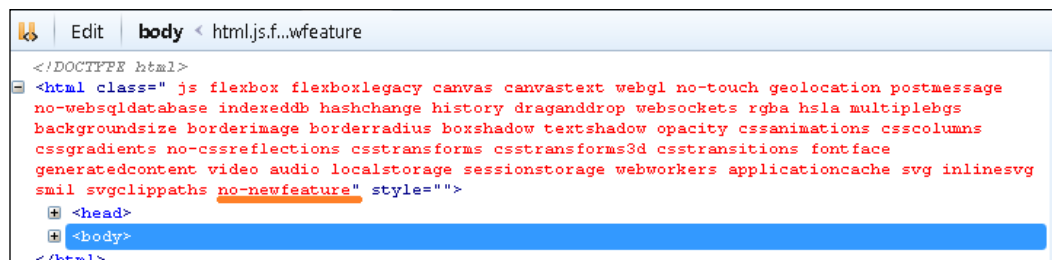 Edit body < html.js.f...wfeature
<!DOCTYPE html>
<html class=" js flexbox flexboxlegacy canvas canvastext webgl no-touch geolocation postmessage
no-websqldatabase indexeddb hashchange history draganddrop websockets rgba hsla multiplebgs
backgroundsize borderimage borderradius boxshadow textshadow opacity cssanimations csscolumns
cssgradients no-cssreflections csstransforms csstransforms3d csstransitions fontface
generatedcontent video audio localstorage sessionstorage webworkers applicationcache svg inlinesvg
smil svgclippaths no-newfeature" style="">
<head>
<body>
</html>